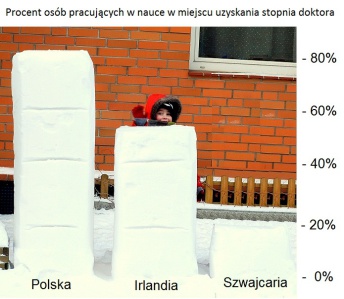 Procent osób pracujących w nauce w miejscu uzyskania stopnia doktora
- 80%
- 60%
- 40%
- 20%
- 0%
Polska
Irlandia
Szwajcaria